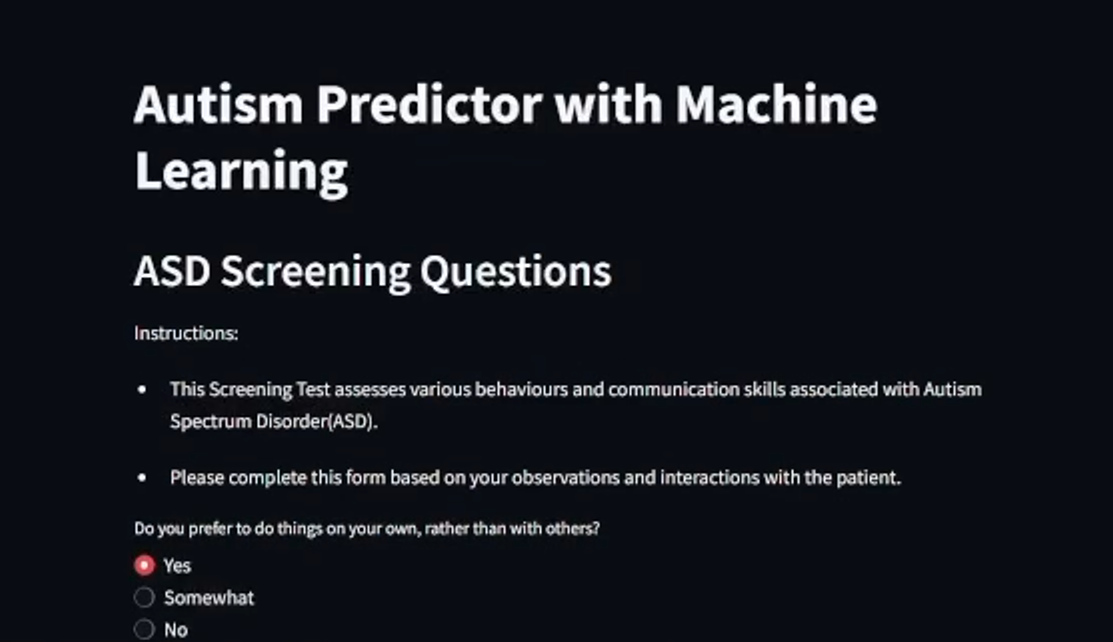 Autism Predictor with Machine
Learning
ASD Screening Questions
Instructions:
This Screening Test assesses various behaviours and communication skills associated with Autism
Spectrum Disorder(ASD).
Please complete this form based on your observations and interactions with the patient.
Do you prefer to do things on your own, rather than with others?
Yes
Somewhat
No